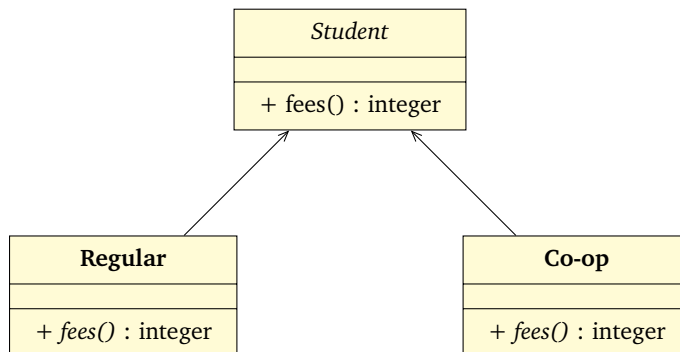 Student
+ fees() : integer
Regular
+ fees() : integer
Co-op
+ fees() : integer